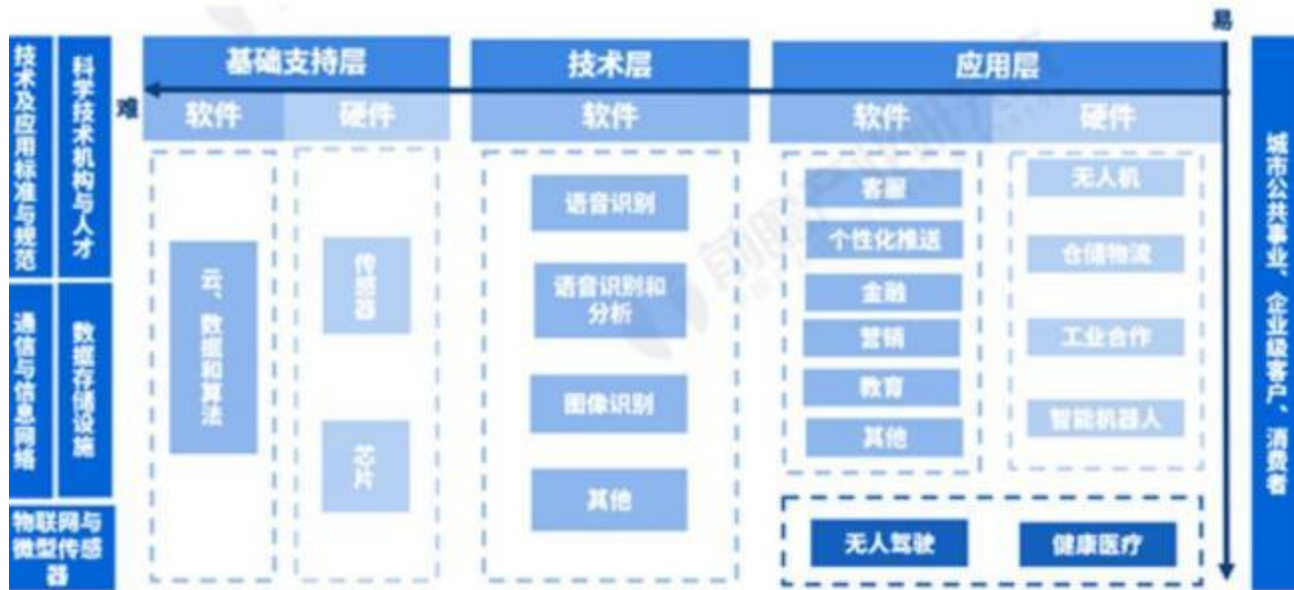 易
技术及应用标准与规范
科学技术机构与人才
通信与信息网络
数据存储设施
物联网与
微型传感
器
难
基础支持层
软件
硬件
云、数据和算法
传感器
芯片
技术层
软件
语音识别
语音识别和
分析
图像识别
其他
应用层
软件
硬件
客服
个性化推送
金融
营销
教育
其他
无人机
仓储物流
工业合作
智能机器人
无人驾驶
健康医疗
城市公共事业、企业级客户、消费者